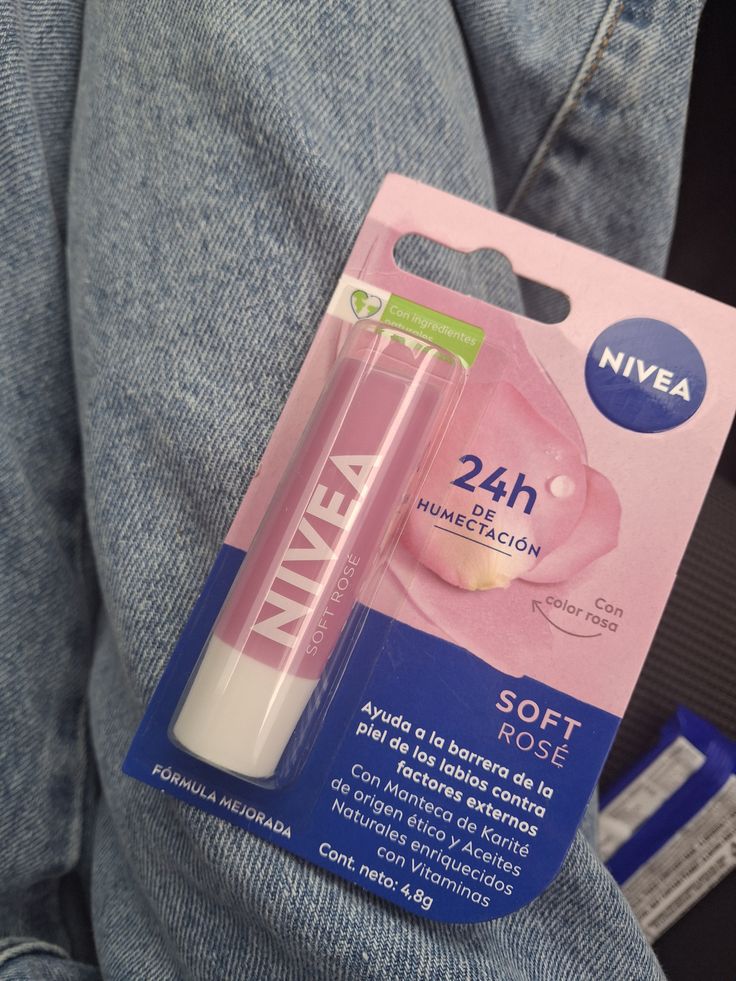 Con ingredientes
naturales
NIVEA
24h
DE
HUMECTACIÓN
Con
color rosa
NIVEA
SOFT ROSÉ
SOFT
ROSÉ
Ayuda a la barrera de la
piel de los labios contra
factores externos
Con Manteca de Karité
de origen ético y Aceites
Naturales enriquecidos
con Vitaminas
FÓRMULA MEJORADA
Cont. neto: 4,8g